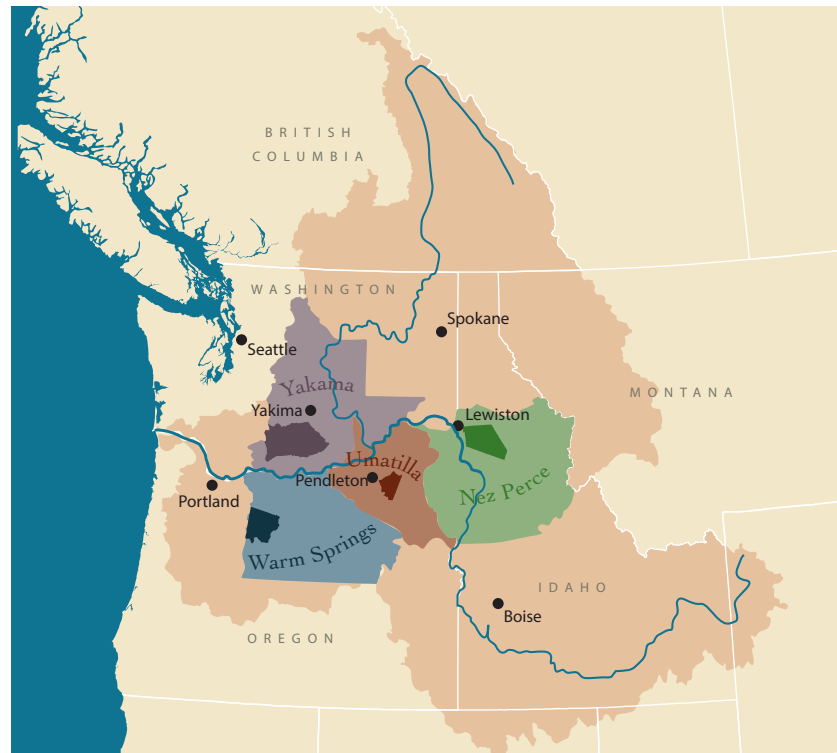 BRITISH
COLUMBIA
WASHINGTON
Spokane
Seattle
Yakama
MONTANA
Yakima
Lewiston
Umatilla
Pendleton
Nez Perce
Portland
Warm Springs
IDAHO
Boise
OREGON